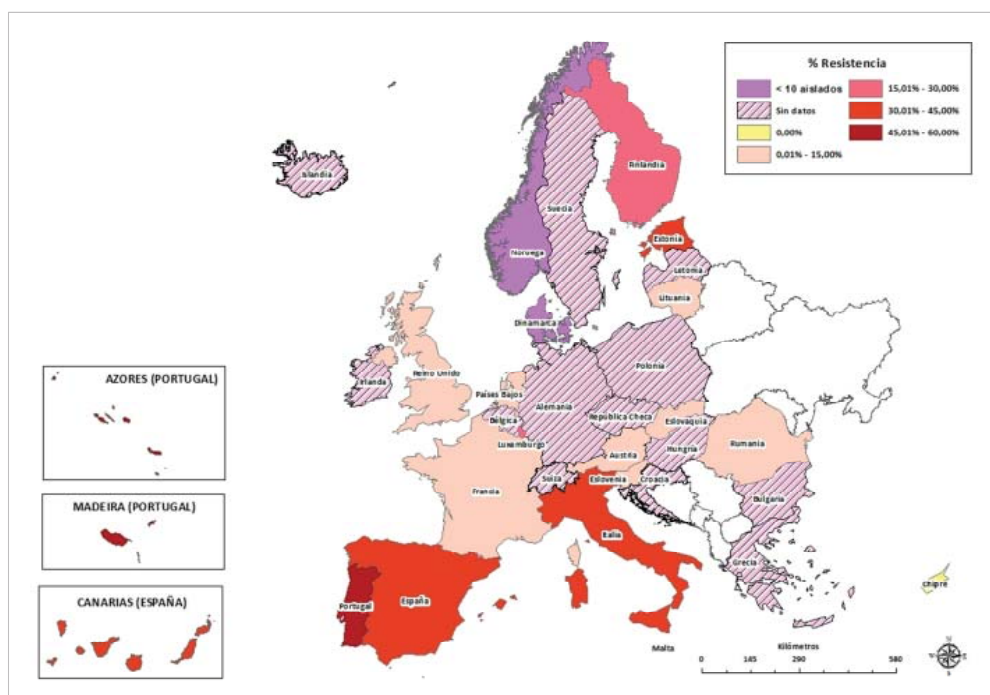 % Resistencia
< 10 aislados
Sin datos
0,00%
0,01% - 15,00%
15,01% - 30,00%
30,01% - 45,00%
45,01% - 60,00%
Islandia
Finlandia
Suecia
Noruega
Estonia
Letonia
Lituania
Dinamarca
Irlanda
Reino Unido
Países Bajos
Polonia
Alemania
Bélgica
República Checa
Luxemburgo
Eslovaquia
Austria
Hungría
Rumania
Francia
Suiza
Eslovenia
Croacia
Bulgaria
Italia
Grecia
Chipre
Portugal
España
Malta
AZORES (PORTUGAL)
MADEIRA (PORTUGAL)
CANARIAS (ESPAÑA)
Kilómetros
0 145 290 580